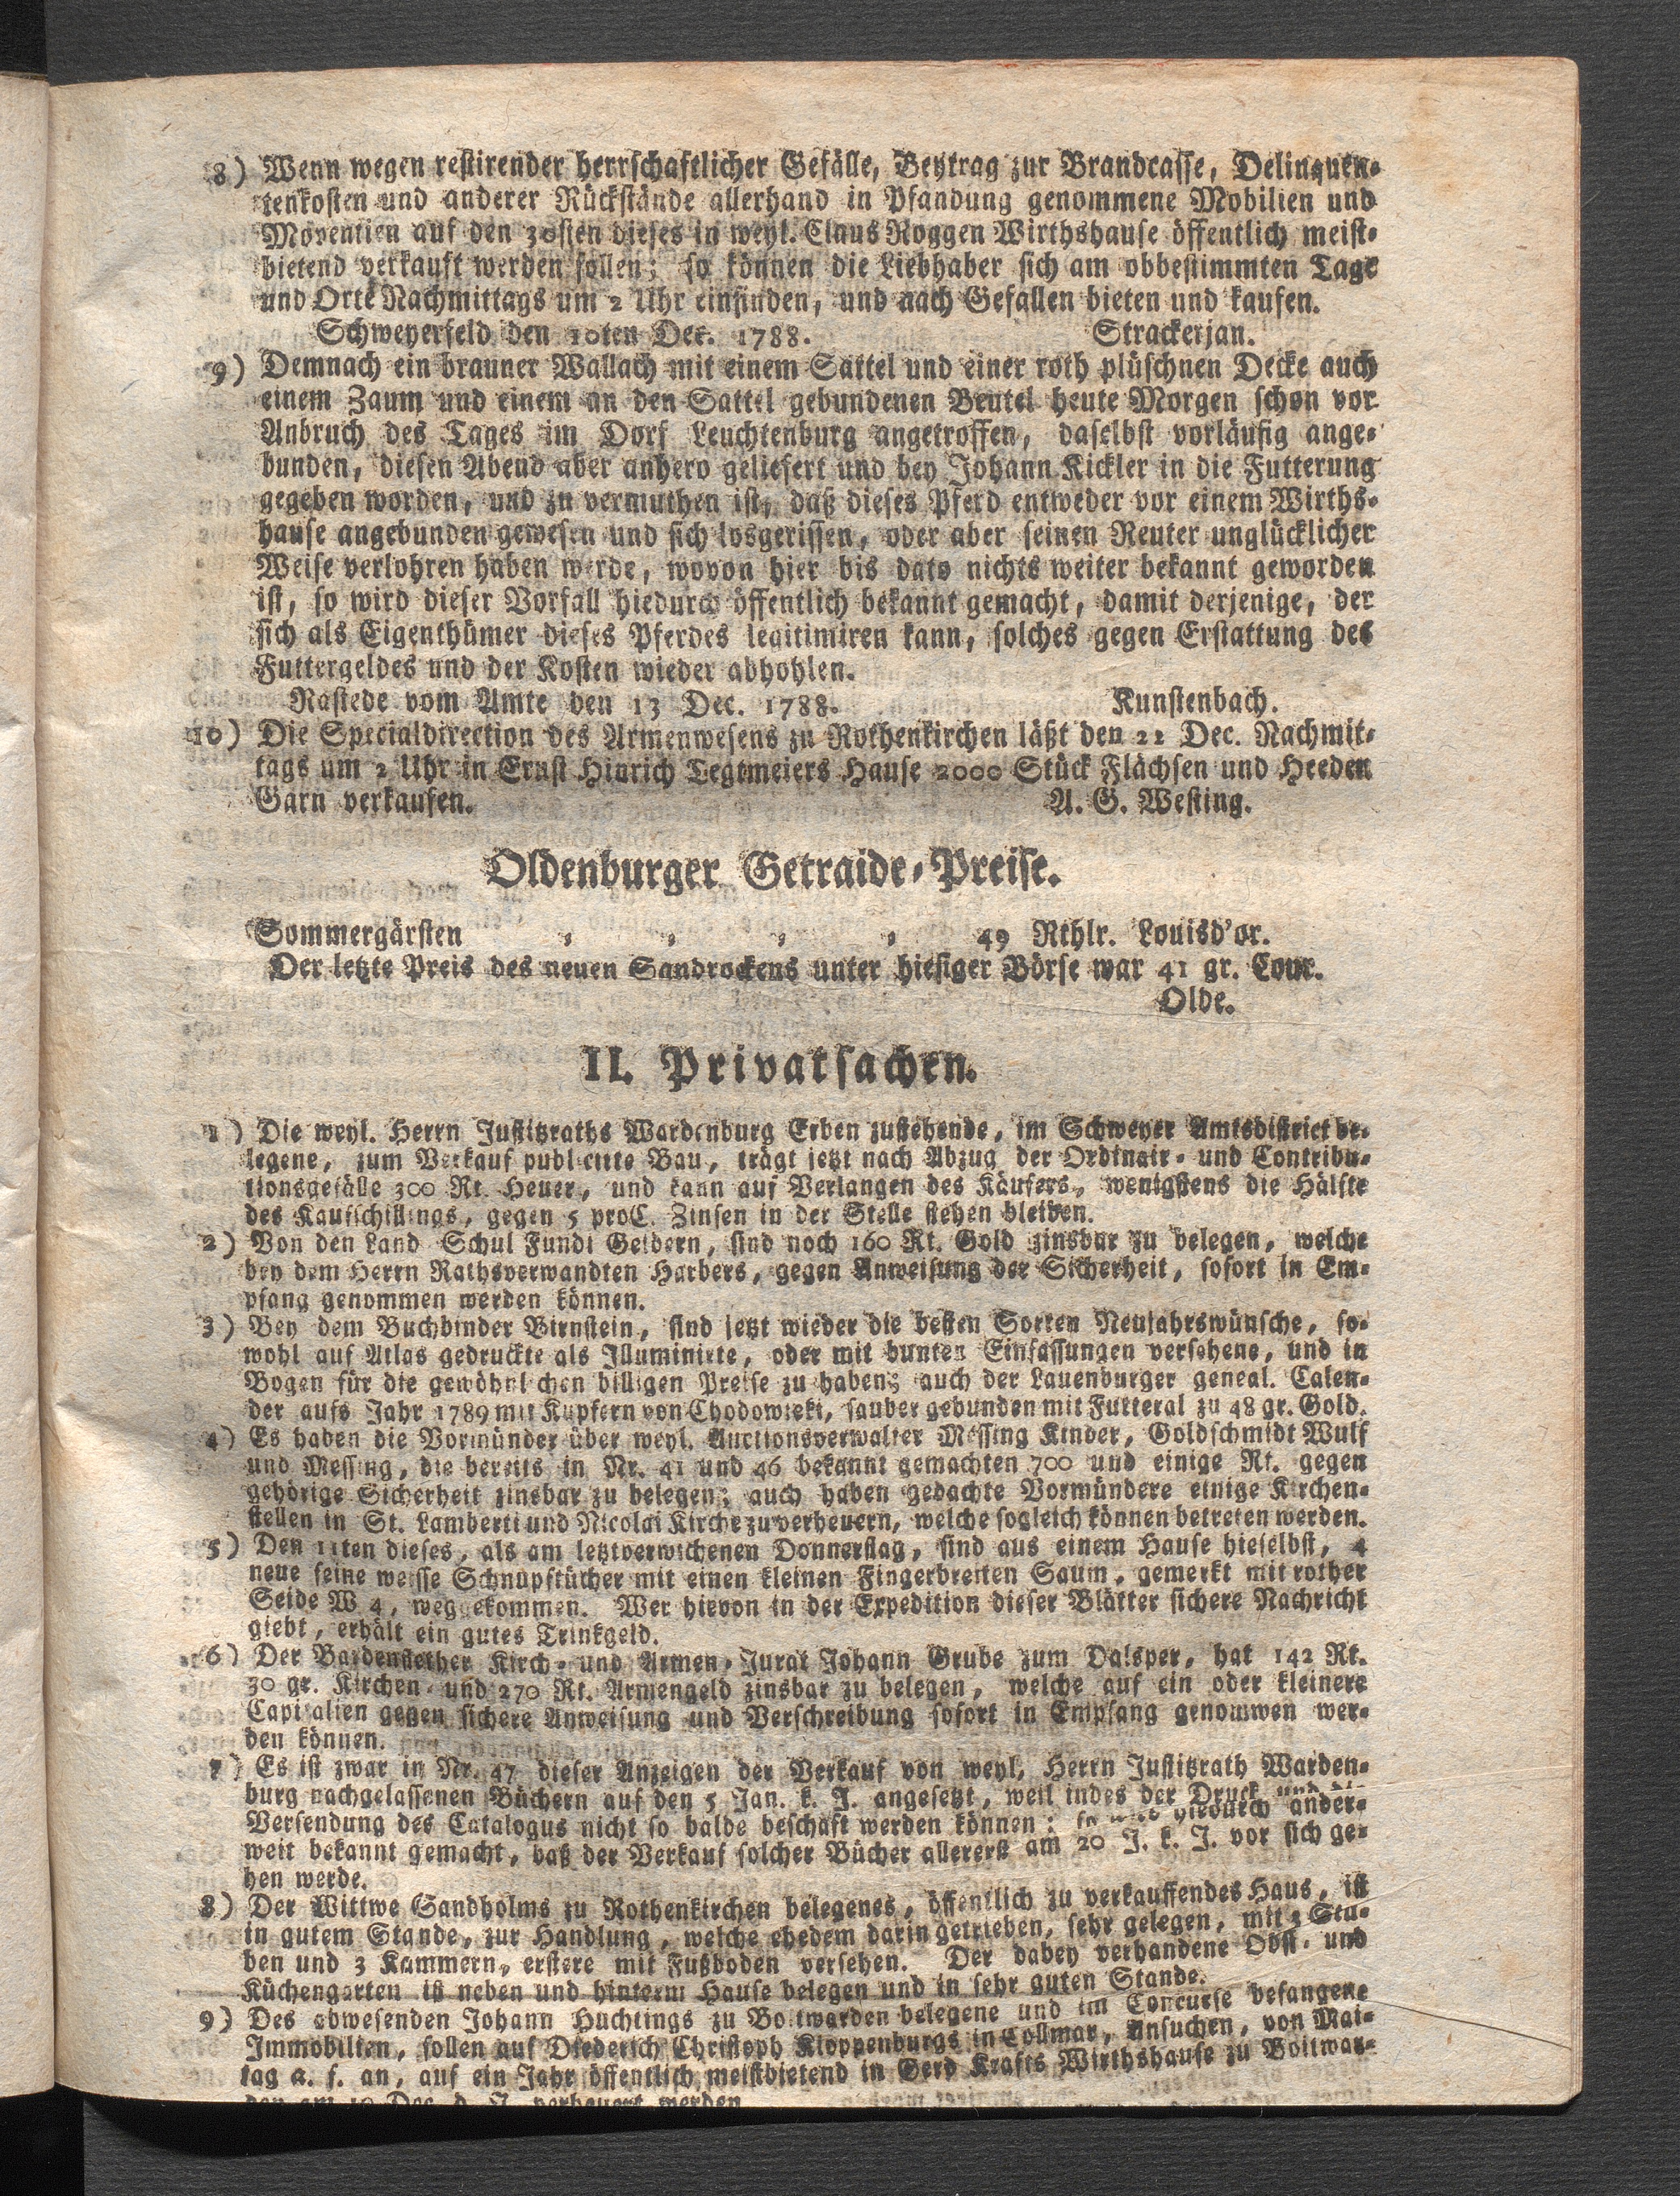 8) Wenn wegen restirender herrschaftlicher Gefälle, Beytrag zur Brandcasse, Delinquen-
tenkosten und anderer Rückstände allerhand in Pfandung genommene Mobilien und
Moventien auf den 30sten dieses in weyl. Claus Roggen Wirthshause öffentlich meist-
bietend verkauft werden sollen; so können die Liebhaber sich am obbestimmten Tage
und Orte Nachmittags um 2 Uhr einfinden, und nach Gefallen bieten und kaufen.
Schweyerfeld den 10ten Dec. 1788. Strackerjan.
9) Demnach ein brauner Wallach mit einem Sattel und einer roth plüschnen Decke auch
einem Zaum und einem an den Sattel gebundenen Beutel heute Morgen schon vor
Anbruch des Tages im Dorf Leuchtenburg angetroffen, daselbst vorläufig ange-
bunden, diesen Abend aber anhero geliefert und bey Johann Kickler in die Futterung
gegeben worden, und zu vermuthen ist, daß dieses Pferd entweder vor einem Wirths-
hause angebunden gewesen und sich losgerissen, oder aber seinen Reuter unglücklicher
Weise verlohren haben werde, wovon hier bis dato nichts weiter bekannt geworden
ist, so wird dieser Vorfall hiedurch öffentlich bekannt gemacht, damit derjenige, der
sich als Eigenthümer dieses Pferdes legitimiren kann, solches gegen Erstattung des
Futtergeldes und der Kosten wieder abhohlen.
Rastede vom Amte den 13 Dec. 1788. Kunstenbach.
10) Die Specialdirection des Armenwesens zu Rothenkirchen läßt den 22 Dec. Nachmit-
tags um 2 Uhr in Ernst Hinrich Tegtmeiers Hause 2000 Stück Flächsen und Heeden
Garn verkaufen. A. G. Westing.
Oldenburger Getraide-Preise.
Sommergärsten - - - - 49 Rthlr. Louisd'or.
Der letzte Preis des neuen Sandrockens unter hiesiger Börse war 41 gr. Cour.
Olde.
II. Privatsachen.
1) Die weyl. Herrn Justitzraths Wardenburg Erben zustehende, im Schweyer Amtsdistrict be-
legene, zum Verkauf publicirte Bau, trägt jetzt nach Abzug der Ordinair- und Contribu-
tionsgefälle 300 Rt. Heuer, und kann auf Verlangen des Käufers, wenigstens die Hälfte
des Kaufschillings, gegen 5 proC. Zinsen in der Stelle stehen bleiben.
2) Von den Land Schul Fundi Geldern, sind noch 160 Rt. Gold zinsbar zu belegen, welche
bey dem Herrn Rathsverwandten Harbers, gegen Anweisung der Sicherheit, sofort in Em-
pfang genommen werden können.
3) Bey dem Buchbinder Birnstein, sind jetzt wieder die besten Sorten Neujahrswünsche, so-
wohl auf Atlas gedruckte als Illuminirte, oder mit bunten Einfassungen versehene, und in
Bogen für die gewöhnlichen billigen Preise zu haben; auch der Lauenburger geneal. Calen-
der aufs Jahr 1789 mit Kupfern von Chodowieki, sauber gebunden mit Futteral zu 48 gr. Gold.
4) Es haben die Vormünder über weyl. Auctionsverwalter Messing Kinder, Goldschmidt Wulf
und Messing, die bereits in Nr. 41 und 46 bekannt gemachten 700 und einige Rt. gegen
gehörige Sicherheit zinsbar zu belegen; auch haben gedachte Vormündere einige Kirchen-
stellen in St. Lamberti und Nicolai Kirche zu verheuern, welche sogleich können betreten werden.
5) Den 11ten dieses, als am letztverwichenen Donnerstag, sind aus einem Hause hieselbst, 4
neue feine weisse Schnupftücher mit einen kleinen Fingerbreiten Saum, gemerkt mit rother
Seide W 4, weggekommen. Wer hievon in der Expedition dieser Blätter sichere Nachricht
giebt, erhält ein gutes Trinkgeld.
6) Der Bardenflether Kirch- und Armen-Jurat Johann Grube zum Dalsper, hat 142 Rt.
30 gr. Kirchen- und 270 Rt. Armengeld zinsbar zu belegen, welche auf ein oder kleinere
Capitalien gegen sichere Anweisung und Verschreibung sofort in Empfang genommen wer-
den können.
7) Es ist zwar in Nr. 47 dieser Anzeigen der Verkauf von weyl. Herrn Justitzrath Warden-
burg nachgelassenen Büchern auf den 5 Jan. k. J. angesetzt, weil indes der Druck und die
Versendung des Catalogus nicht so balde beschaft werden können; so wird hiedurch ander-
weit bekannt gemacht, daß der Verkauf solcher Bücher allererst am 20 J. k. J. vor sich ge-
hen werde.
8) Der Wittwe Sandholms zu Rothenkirchen belegenes, öffentlich zu verkauffendes Haus, ist
in gutem Stande, zur Handlung, welche ehedem darin getrieben, sehr gelegen, mit 3 Stu-
ben und 3 Kammern, erstere mit Fußboden versehen. Der dabey verhandene Obst- und
Küchengarten ist neben und hinterm Hause belegen und in sehr guten Stande.
9) Des abwesenden Johann Huchtings zu Boitwarden belegene und im Concurse befangene
Immobilien, sollen auf Diederich Christoph Kloppenburgs in Collmar, Ansuchen, von Mai-
tag a. f. an, auf ein Jahr öffentlich meistbietend in Gerd Krafts Wirthshause zu Boitwar-
den am 19 Dec. d. J. verheuert werden